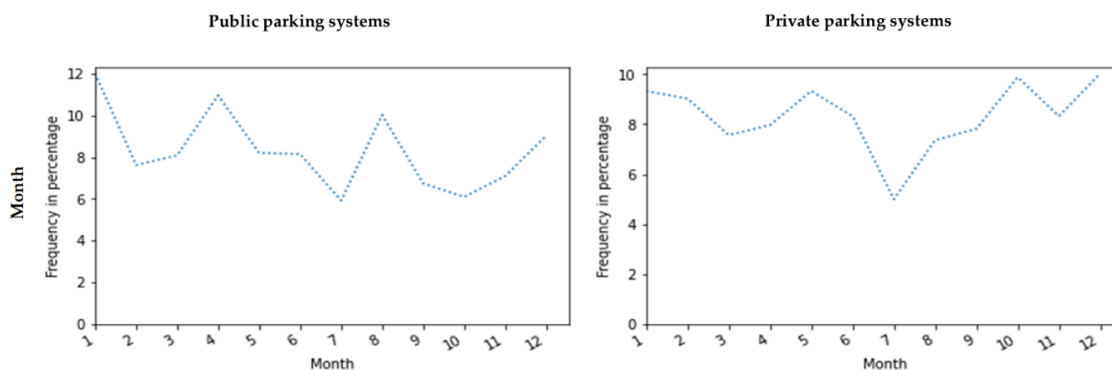 Public parking systems
Private parking systems
Month
Frequency in percentage
12
10
8
6
4
2
0
1 2 3 4 5 6 7 8 9 10 11 12
Month
Frequency in percentage
10
8
6
4
2
0
1 2 3 4 5 6 7 8 9 10 11 12
Month